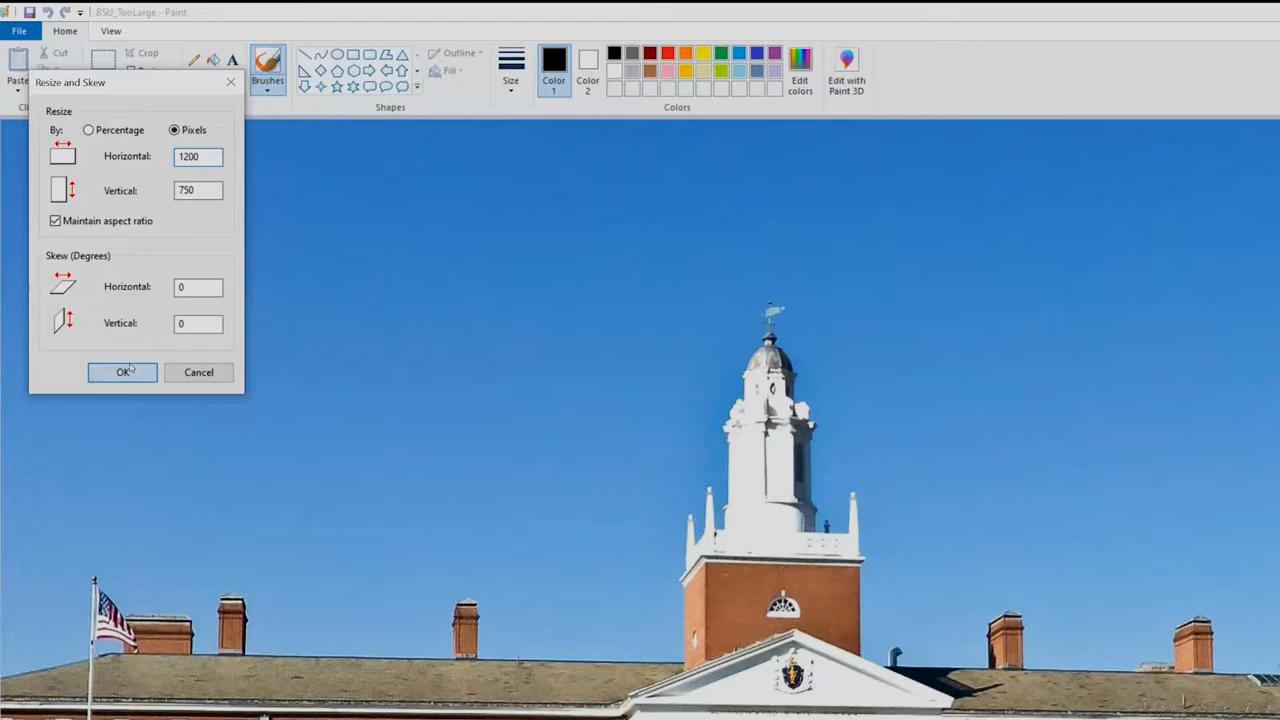 BSU_TooLarge - Paint
File Home View
Cut
Crop
Paste
Brushes
Outline
Fill
Size
Color 1
Color 2
Edit colors
Edit with Paint 3D
Shapes
Colors
Resize and Skew
Resize
By: Percentage Pixels
Horizontal: 1200
Vertical: 750
Maintain aspect ratio
Skew (Degrees)
Horizontal: 0
Vertical: 0
OK Cancel